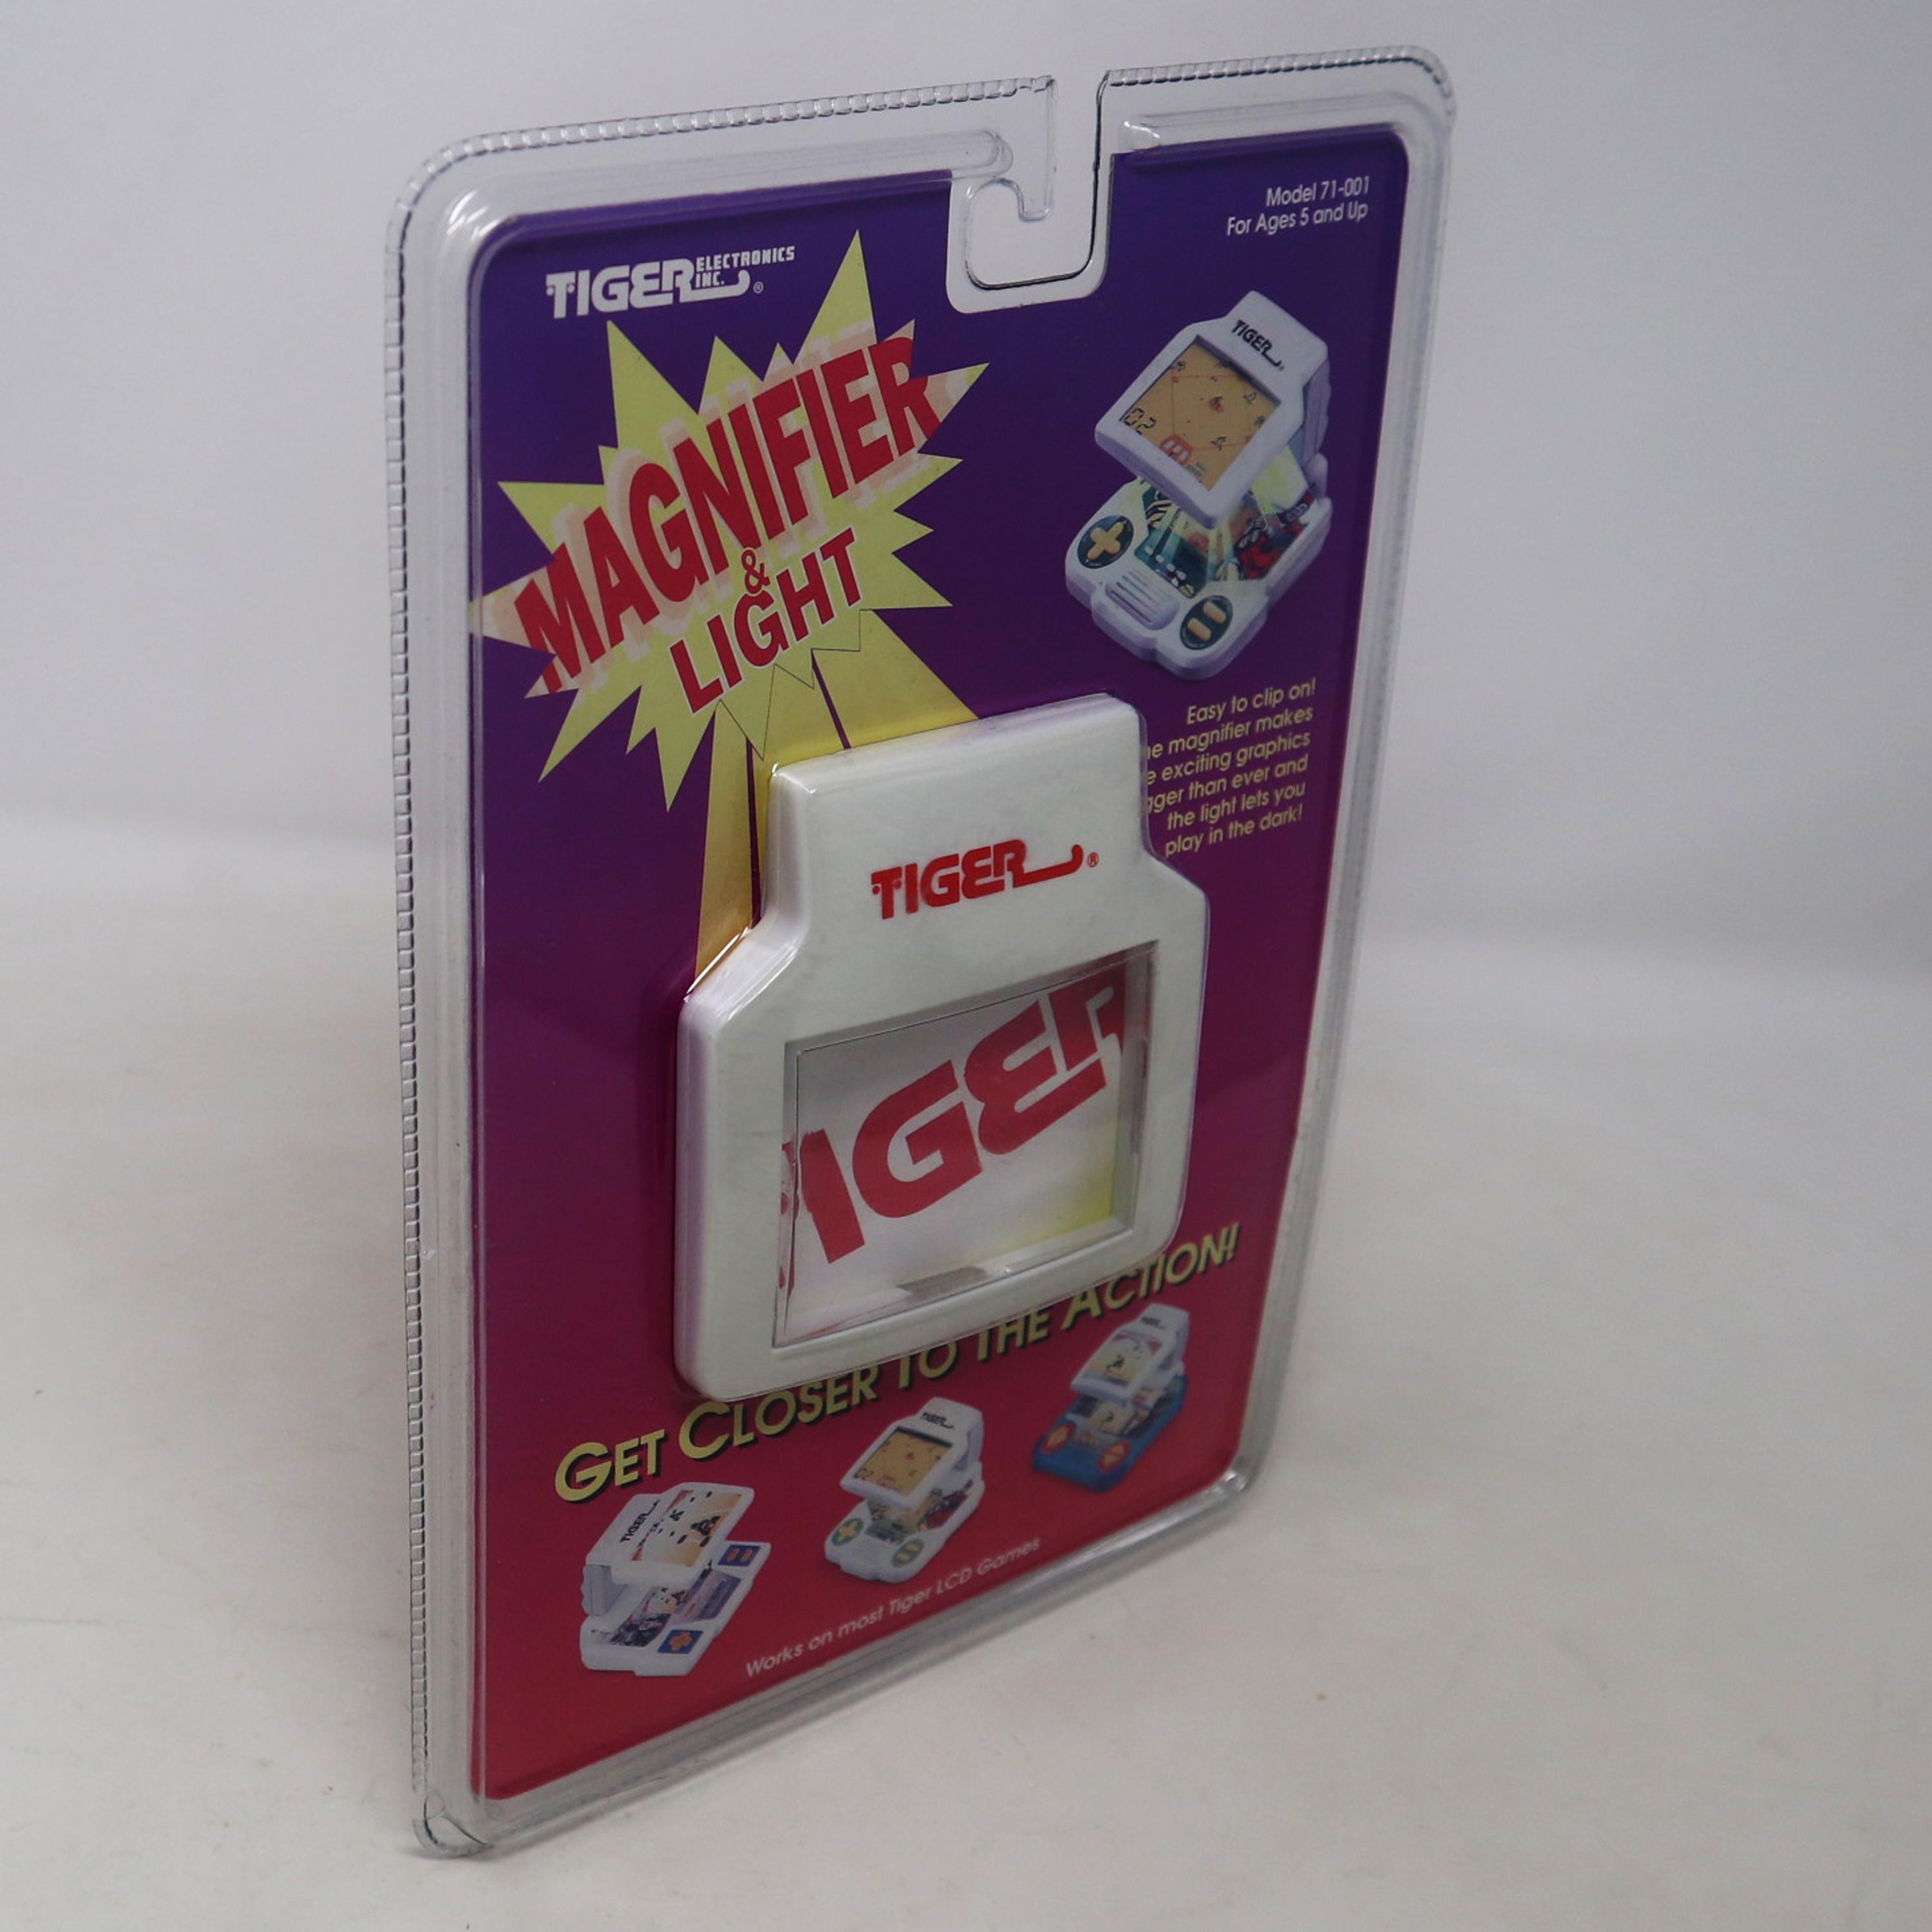 Model 71-001
For Ages 5 and Up
TIGER ELECTRONICS INC.®
MAGNIFIER
&
LIGHT
TIGER
Easy to clip on!
magnifier makes
exciting graphics
than ever and
the light lets you
play in the dark!
TIGER®
TIGER
GET CLOSER TO THE ACTION!
TIGER
TIGER
Works on most Tiger LCD Games